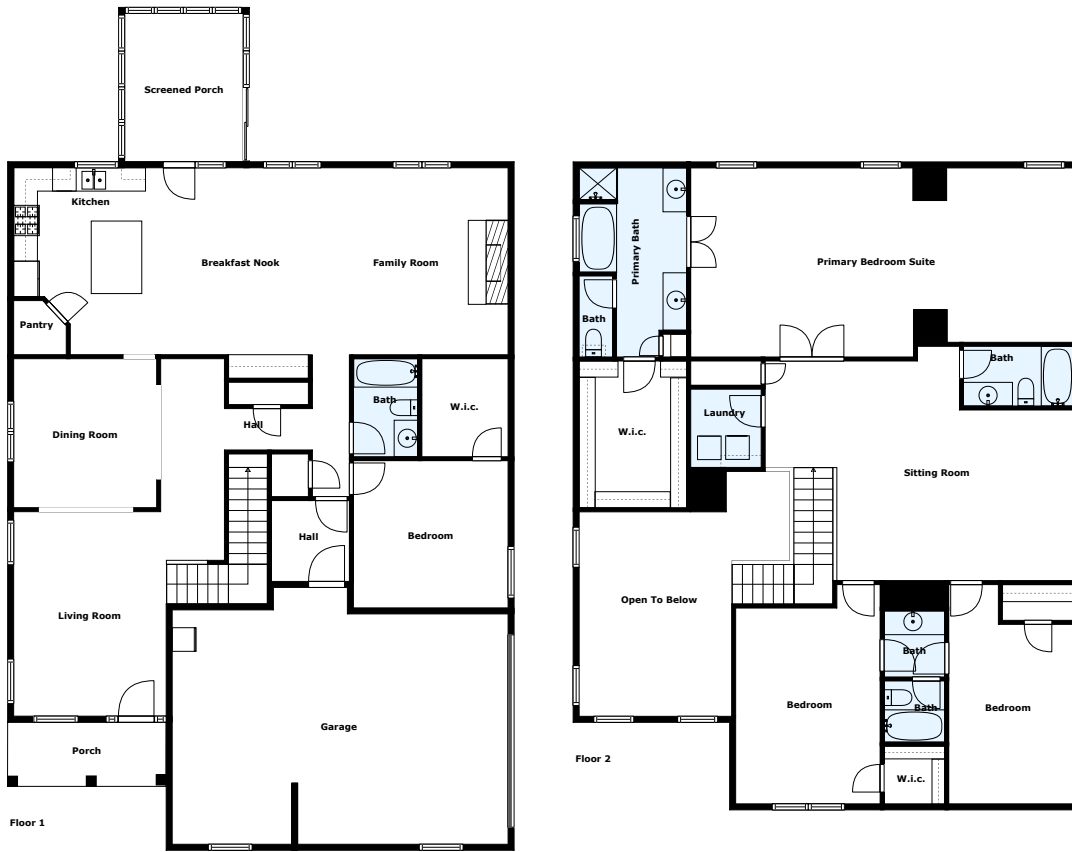 Screened Porch
Kitchen
Breakfast Nook
Family Room
Pantry
Dining Room
Hall
Bath
W.i.c.
Hall
Bedroom
Living Room
Garage
Porch
Floor 1
Primary Bath
Primary Bedroom Suite
Bath
Bath
W.i.c.
Laundry
Sitting Room
Open To Below
Bath
Bedroom
Bath
Bedroom
Floor 2
W.i.c.